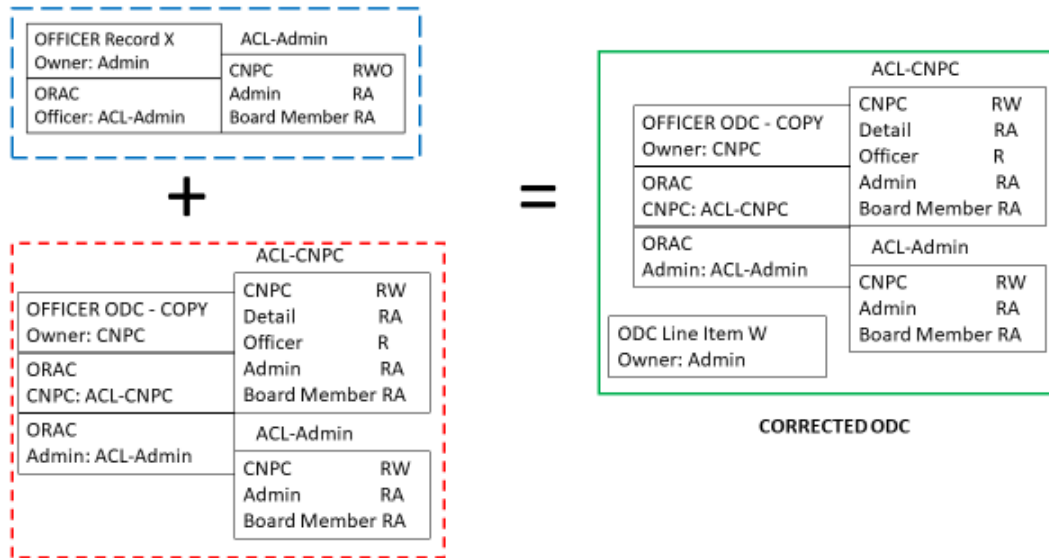 OFFICER Record X
Owner: Admin
ORAC
Officer: ACL-Admin
ACL-Admin
CNPC RWO
Admin RA
Board Member RA
+
ACL-CNPC
OFFICER ODC - COPY
Owner: CNPC
ORAC
CNPC: ACL-CNPC
ORAC
Admin: ACL-Admin
CNPC RW
Detail RA
Officer R
Admin RA
Board Member RA
ACL-Admin
CNPC RW
Admin RA
Board Member RA
=
ACL-CNPC
OFFICER ODC - COPY
Owner: CNPC
ORAC
CNPC: ACL-CNPC
ORAC
Admin: ACL-Admin
CNPC RW
Detail RA
Officer R
Admin RA
Board Member RA
ACL-Admin
CNPC RW
Admin RA
Board Member RA
ODC Line Item W
Owner: Admin
CORRECTED ODC